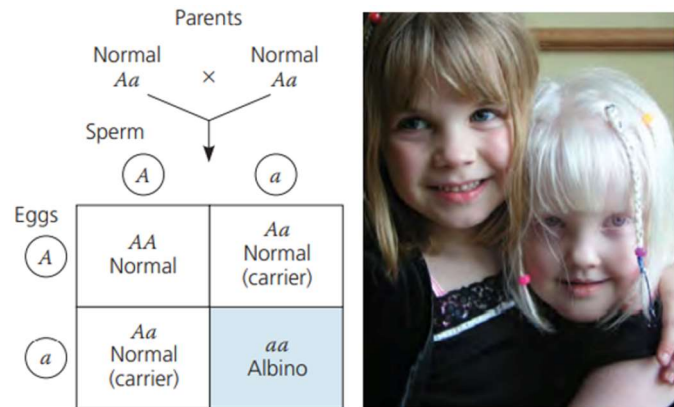 Parents
Normal Normal
Aa × Aa
Sperm
A a
Eggs
A
AA
Normal
Aa
Normal
(carrier)
a
Aa
Normal
(carrier)
aa
Albino